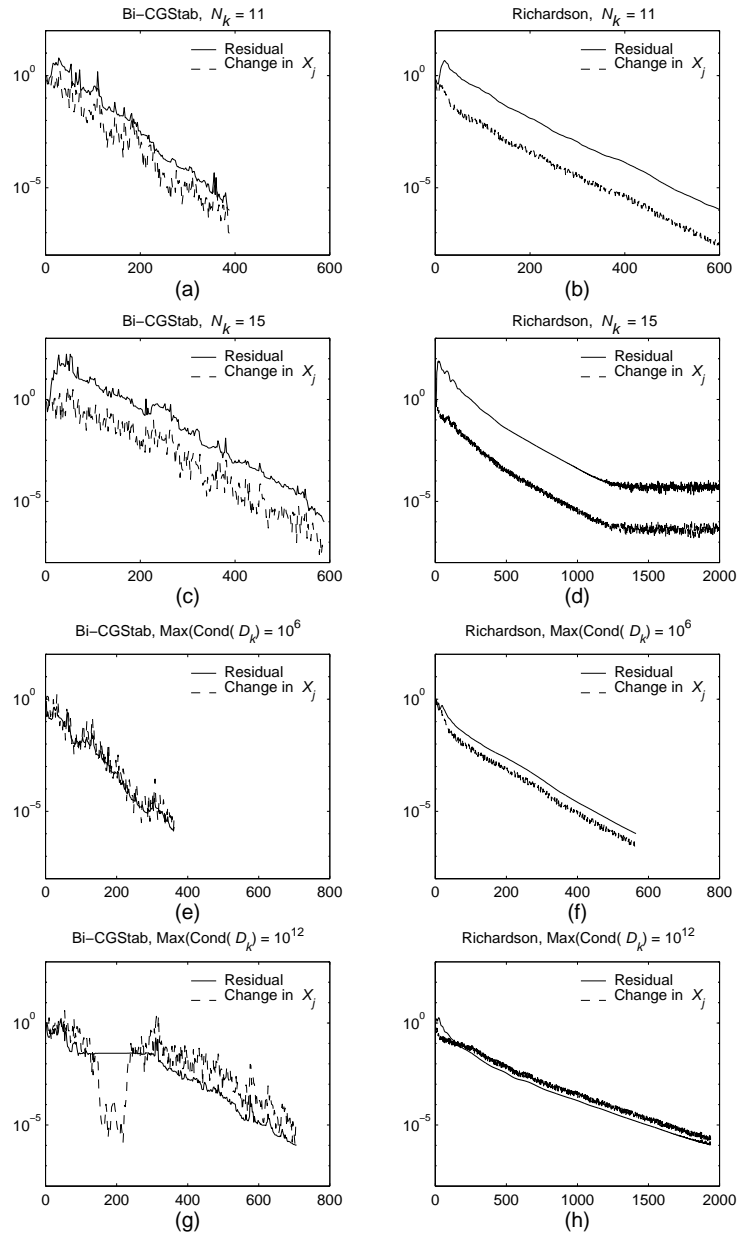 Bi−CGStab, N_k = 11
Residual
Change in X_j
10^0
10^−5
0 200 400 600
(a)
Richardson, N_k = 11
Residual
Change in X_j
10^0
10^−5
0 200 400 600
(b)
Bi−CGStab, N_k = 15
Residual
Change in X_j
10^0
10^−5
0 200 400 600
(c)
Richardson, N_k = 15
Residual
Change in X_j
10^0
10^−5
0 500 1000 1500 2000
(d)
Bi−CGStab, Max(Cond( D_k) = 10^6
Residual
Change in X_j
10^0
10^−5
0 200 400 600 800
(e)
Richardson, Max(Cond( D_k) = 10^6
Residual
Change in X_j
10^0
10^−5
0 200 400 600 800
(f)
Bi−CGStab, Max(Cond( D_k) = 10^12
Residual
Change in X_j
10^0
10^−5
0 200 400 600 800
(g)
Richardson, Max(Cond( D_k) = 10^12
Residual
Change in X_j
10^0
10^−5
0 500 1000 1500 2000
(h)